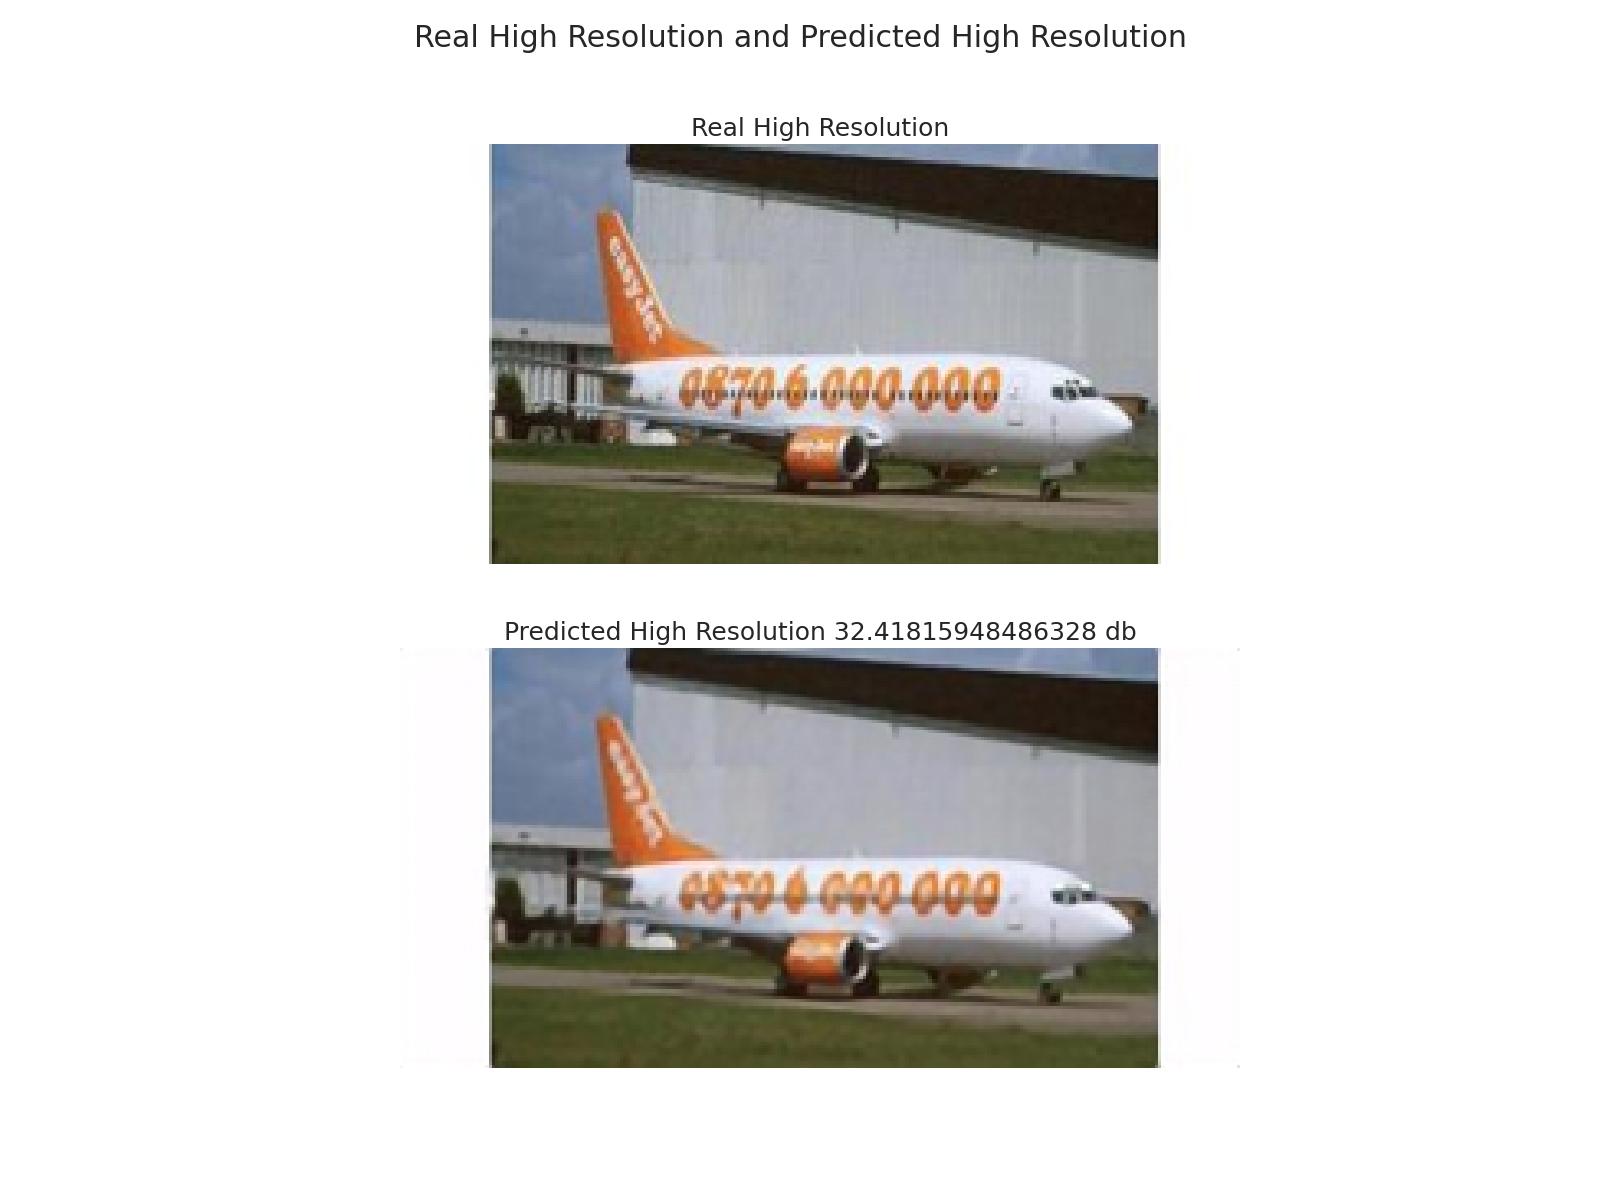 Real High Resolution and Predicted High Resolution
Real High Resolution
easyJet
0870 6 000 000
easyJet
Predicted High Resolution 32.41815948486328 db
easyJet
0870 6 000 000